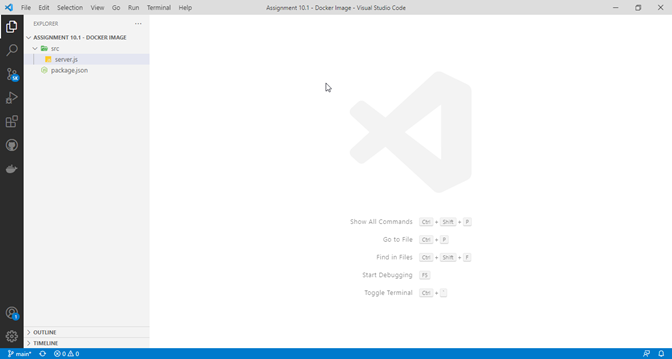 File Edit Selection View Go Run Terminal Help
Assignment 10.1 - Docker Image - Visual Studio Code
EXPLORER
ASSIGNMENT 10.1 - DOCKER IMAGE
src
server.js
package.json
Show All Commands Ctrl + Shift + P
Go to File Ctrl + P
Find in Files Ctrl + Shift + F
Start Debugging F5
Toggle Terminal Ctrl + `
1
OUTLINE
TIMELINE
main* 0 0